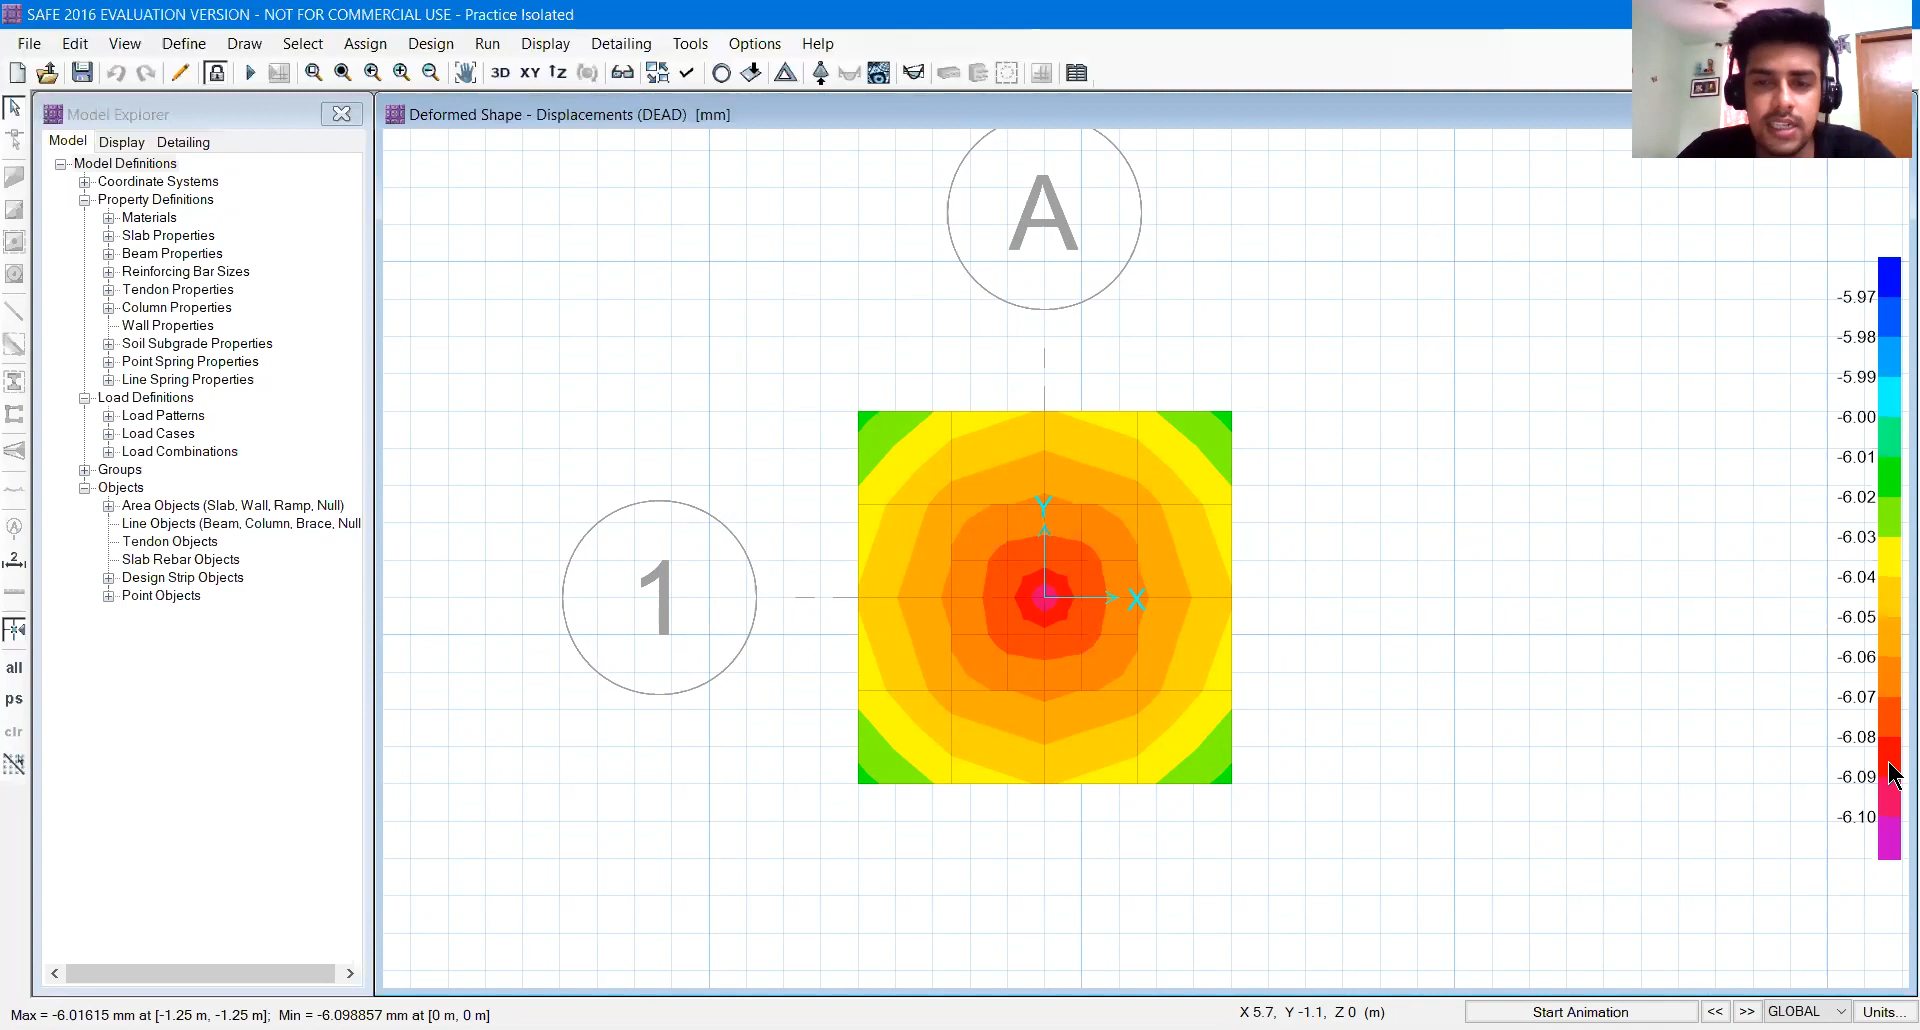 SAFE 2016 EVALUATION VERSION - NOT FOR COMMERCIAL USE - Practice Isolated
File Edit View Define Draw Select Assign Design Run Display Detailing Tools Options Help
3D XY
Model Explorer
Model Display Detailing
Model Definitions
Coordinate Systems
Property Definitions
Materials
Slab Properties
Beam Properties
Reinforcing Bar Sizes
Tendon Properties
Column Properties
Wall Properties
Soil Subgrade Properties
Point Spring Properties
Line Spring Properties
Load Definitions
Load Patterns
Load Cases
Load Combinations
Groups
Objects
Area Objects (Slab, Wall, Ramp, Null)
Line Objects (Beam, Column, Brace, Null
Tendon Objects
Slab Rebar Objects
Design Strip Objects
Point Objects
all
ps
clr
Deformed Shape - Displacements (DEAD) [mm]
A
1
Y
X
-5.97
-5.98
-5.99
-6.00
-6.01
-6.02
-6.03
-6.04
-6.05
-6.06
-6.07
-6.08
-6.09
-6.10
Max = -6.01615 mm at [-1.25 m, -1.25 m]; Min = -6.098857 mm at [0 m, 0 m]
X 5.7, Y -1.1, Z 0 (m)
Start Animation << >> GLOBAL Units...